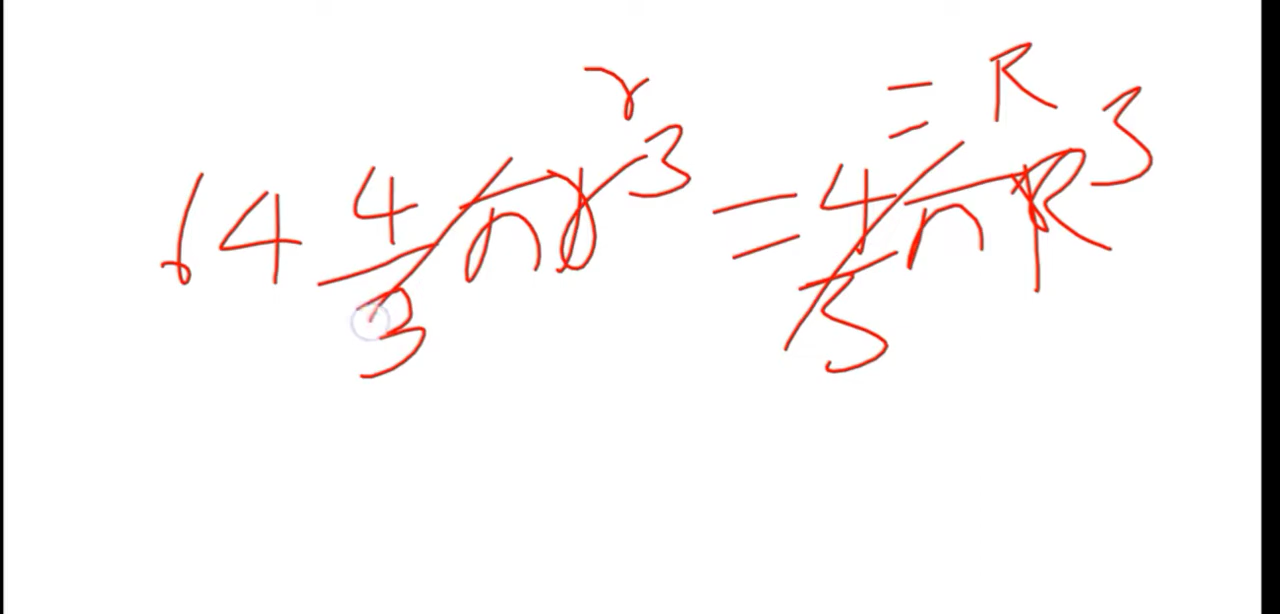 r = R
64 4/3 πr³ = 4/3 πR³